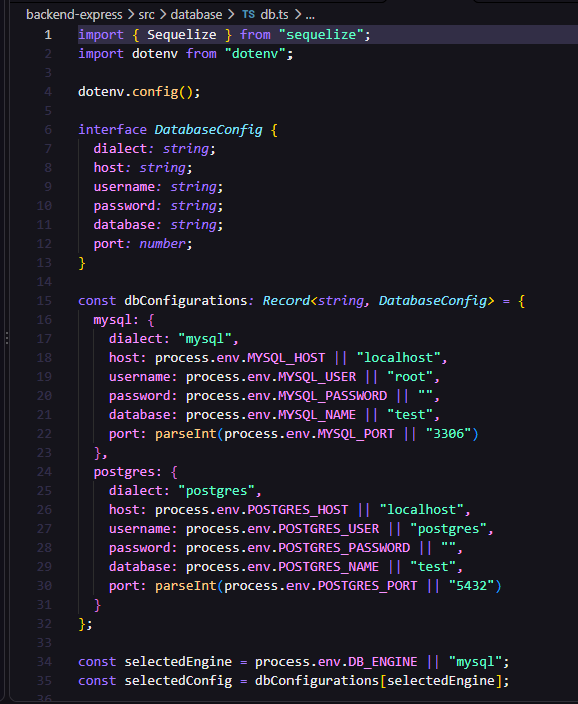 backend-express > src > database > TS db.ts > ...
1 import { Sequelize } from "sequelize";
2 import dotenv from "dotenv";
3
4 dotenv.config();
5
6 interface DatabaseConfig {
7   dialect: string;
8   host: string;
9   username: string;
10   password: string;
11   database: string;
12   port: number;
13 }
14
15 const dbConfigurations: Record<string, DatabaseConfig> = {
16   mysql: {
17     dialect: "mysql",
18     host: process.env.MYSQL_HOST || "localhost",
19     username: process.env.MYSQL_USER || "root",
20     password: process.env.MYSQL_PASSWORD || "",
21     database: process.env.MYSQL_NAME || "test",
22     port: parseInt(process.env.MYSQL_PORT || "3306")
23   },
24   postgres: {
25     dialect: "postgres",
26     host: process.env.POSTGRES_HOST || "localhost",
27     username: process.env.POSTGRES_USER || "postgres",
28     password: process.env.POSTGRES_PASSWORD || "",
29     database: process.env.POSTGRES_NAME || "test",
30     port: parseInt(process.env.POSTGRES_PORT || "5432")
31   }
32 };
33
34 const selectedEngine = process.env.DB_ENGINE || "mysql";
35 const selectedConfig = dbConfigurations[selectedEngine];
36